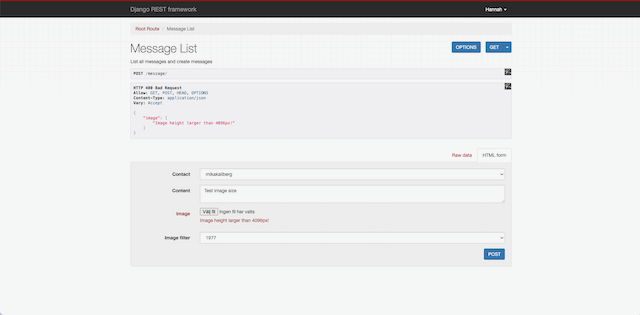 Django REST framework
Hannah
Root Route / Message List
Message List
OPTIONS
GET
List all messages and create messages
POST /message/
HTTP 400 Bad Request
Allow: GET, POST, HEAD, OPTIONS
Content-Type: application/json
Vary: Accept
{
"image": [
"Image height larger than 4096px!"
]
}
Raw data
HTML form
Contact
mikakallberg
Content
Test image size
Image
Välj fil Ingen fil har valts
Image height larger than 4096px!
Image filter
1977
POST